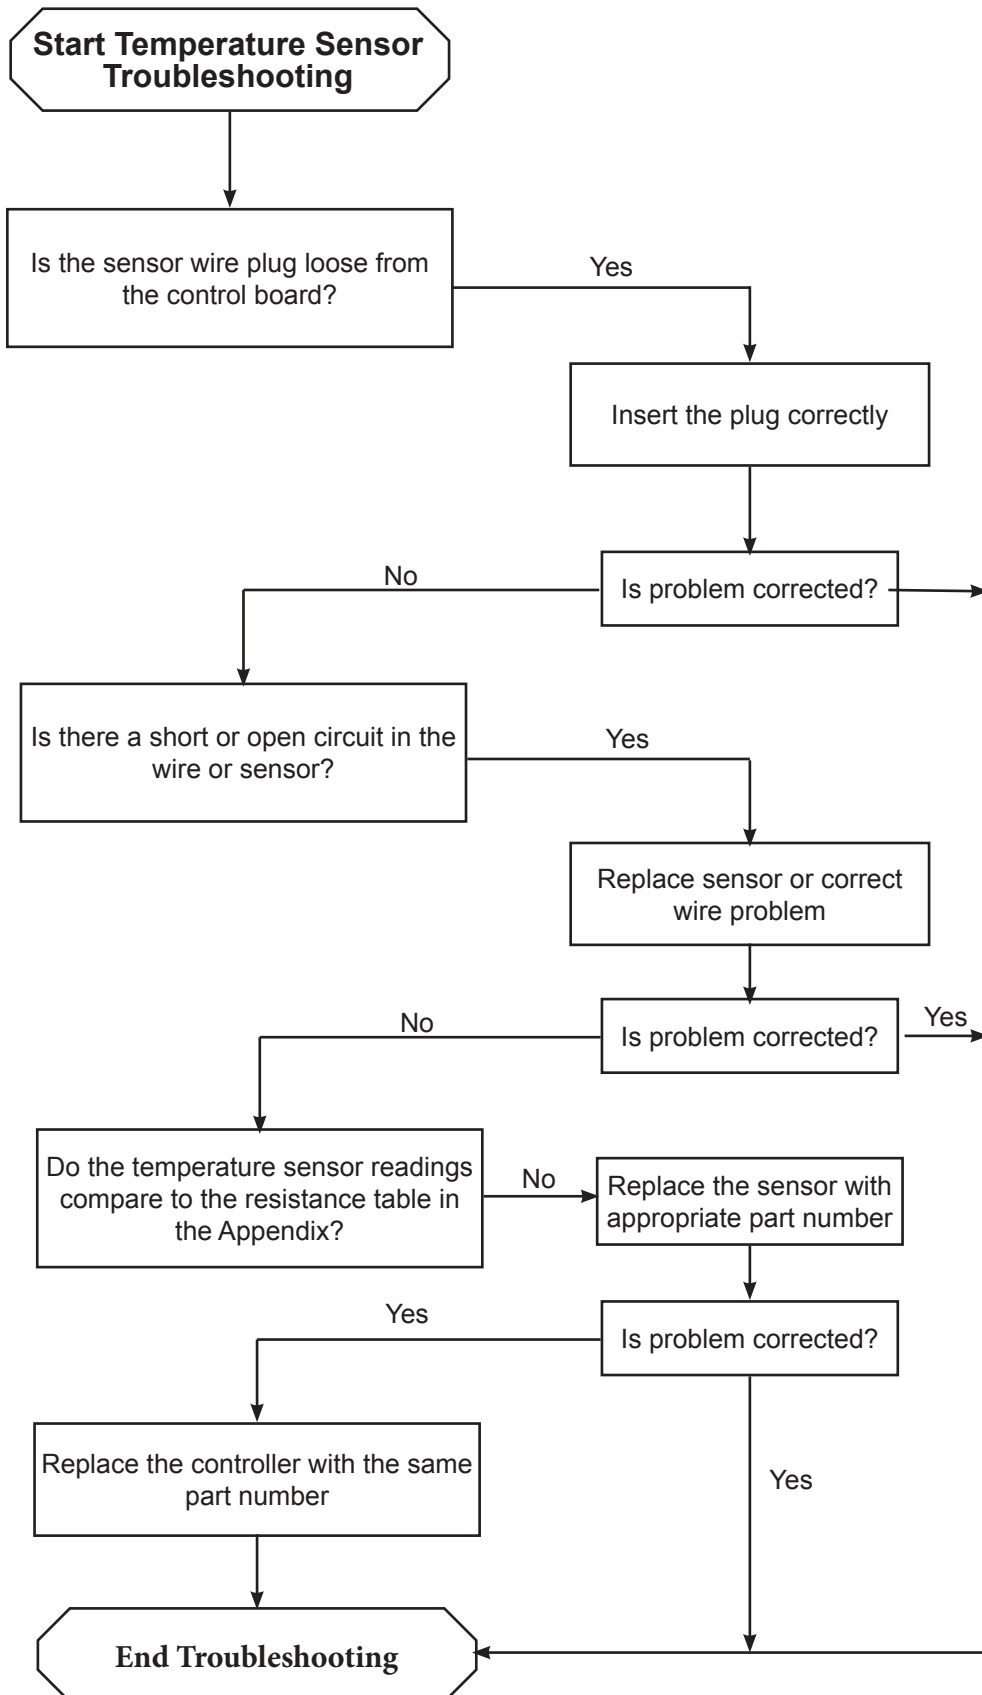 Start Temperature Sensor
Troubleshooting
Is the sensor wire plug loose from
the control board?
Yes
Insert the plug correctly
Is problem corrected?
No
Is there a short or open circuit in the
wire or sensor?
Yes
Replace sensor or correct
wire problem
Is problem corrected?
Yes
No
Do the temperature sensor readings
compare to the resistance table in
the Appendix?
No
Replace the sensor with
appropriate part number
Is problem corrected?
Yes
Replace the controller with the same
part number
Yes
End Troubleshooting